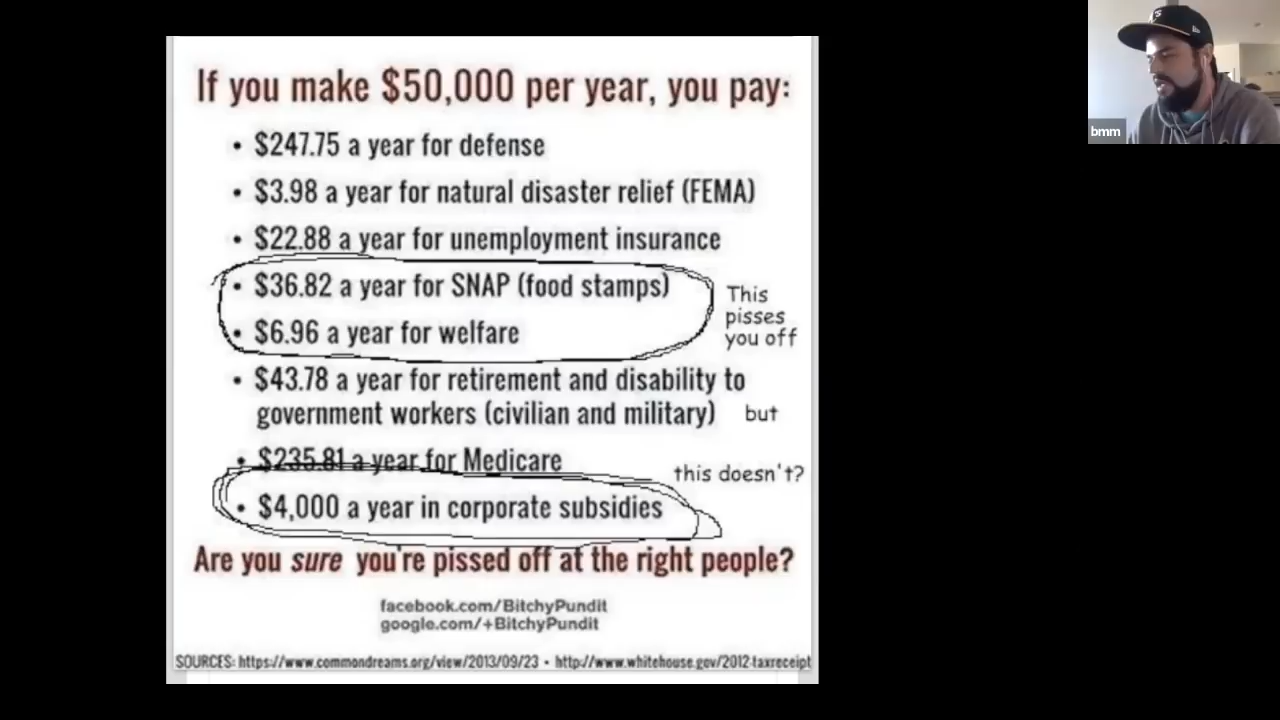 If you make $50,000 per year, you pay:
• $247.75 a year for defense
• $3.98 a year for natural disaster relief (FEMA)
• $22.88 a year for unemployment insurance
• $36.82 a year for SNAP (food stamps)
• $6.96 a year for welfare
This
pisses
you off
• $43.78 a year for retirement and disability to
government workers (civilian and military)
but
• $235.81 a year for Medicare
this doesn't?
• $4,000 a year in corporate subsidies
Are you sure you're pissed off at the right people?
facebook.com/BitchyPundit
google.com/+BitchyPundit
SOURCES: https://www.commondreams.org/view/2013/09/23 • http://www.whitehouse.gov/2012-taxreceipt
bmm